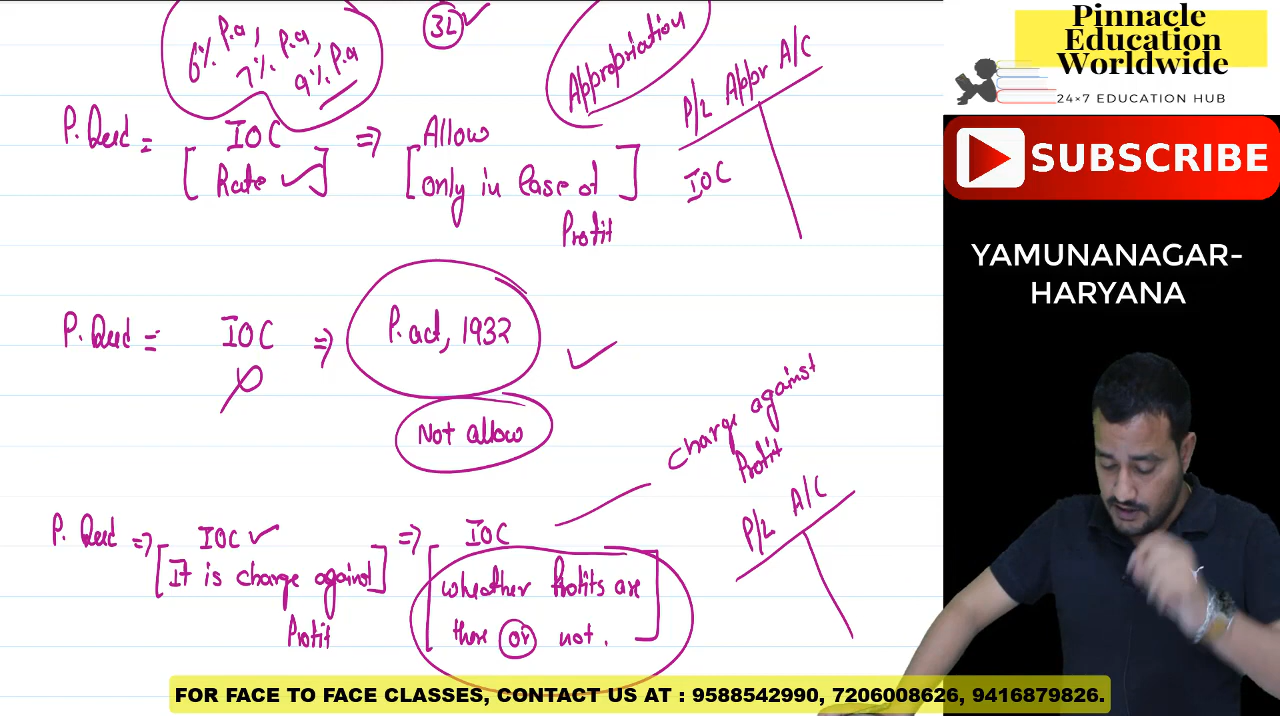 6% P.a,
7% P.a,
9% P.a
3L
Appropriation
P/L Appr A/C
IOC
P. Deed = IOC => Allow
[Rate ✓] [only in Case of
Profit]
P. Deed = IOC => P. act, 1932
Not allow
charge against
Profit
P/L A/C
P. Deed => IOC ✓ => IOC
[It is charge against
Profit]
[whether Profits are
there or not.]
Pinnacle
Education
Worldwide
24×7 EDUCATION HUB
SUBSCRIBE
YAMUNANAGAR-
HARYANA
FOR FACE TO FACE CLASSES, CONTACT US AT : 9588542990, 7206008626, 9416879826.